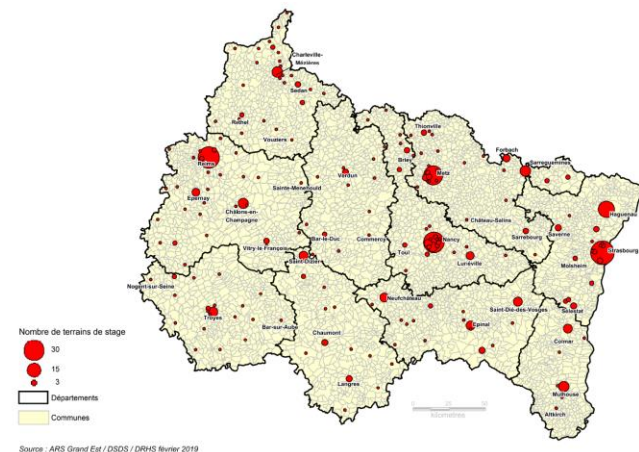 Charleville-
Mézières
Sedan
Rethel
Vouziers
Thionville
Forbach
Sarreguemines
Reims
Verdun
Briey
Metz
Sainte-Menehould
Epernay
Haguenau
Châlons-en-
Champagne
Château-Salins
Saverne
Strasbourg
Vitry-le-François
Bar-le-Duc
Commercy
Nancy
Sarrebourg
Toul
Saint-Dizier
Lunéville
Molsheim
Nogent-sur-Seine
Neufchâteau
Saint-Dié-des-Vosges
Sélestat
Troyes
Bar-sur-Aube
Chaumont
Epinal
Colmar
Langres
Mulhouse
Altkirch
Nombre de terrains de stage
30
15
3
Départements
Communes
kilomètres
Source : ARS Grand Est / DSDS / DRHS février 2019